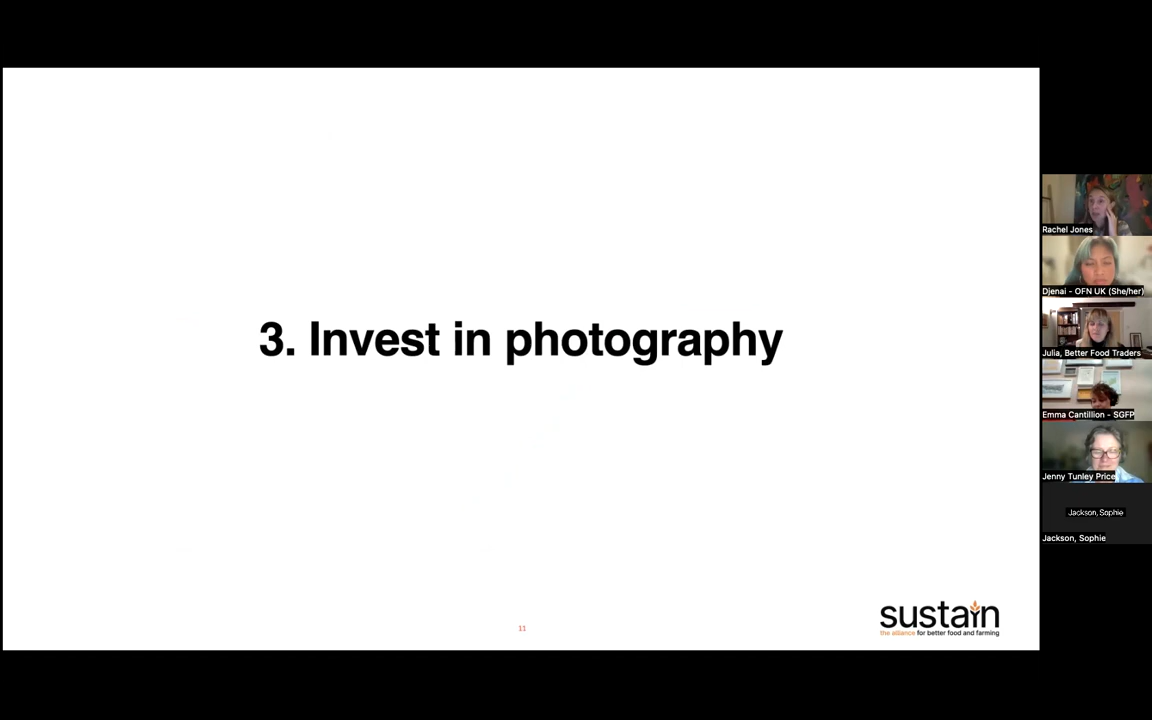 3. Invest in photography
11
sustain
the alliance for better food and farming
Rachel Jones
Djenai - OFN UK (She/her)
Julia, Better Food Traders
Emma Cantillion - SGFP
Jenny Tunley Price
Jackson, Sophie
Jackson, Sophie